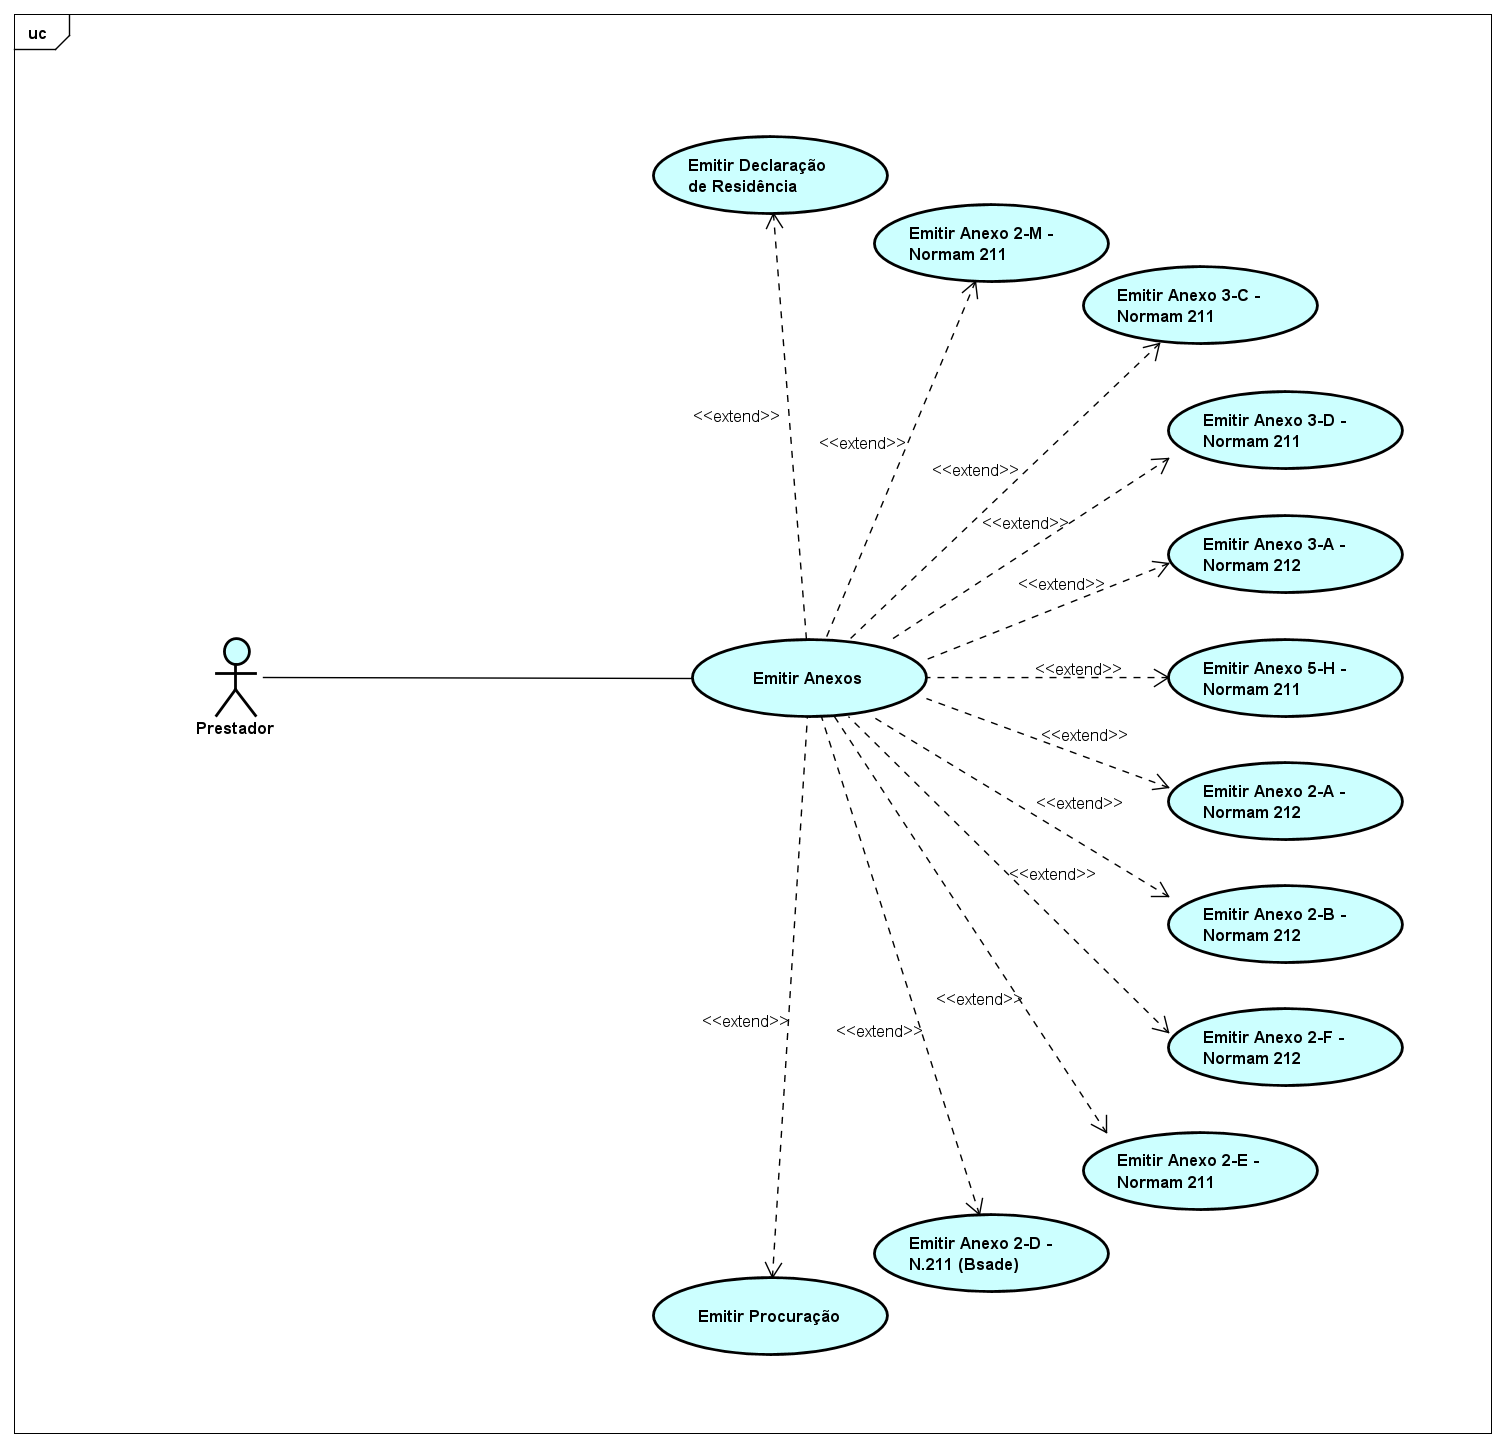 uc
Emitir Declaração
de Residência
Emitir Anexo 2-M -
Normam 211
Emitir Anexo 3-C -
Normam 211
Emitir Anexo 3-D -
Normam 211
<<extend>>
<<extend>>
<<extend>>
<<extend>>
Emitir Anexo 3-A -
Normam 212
<<extend>>
Prestador
Emitir Anexos
<<extend>>
Emitir Anexo 5-H -
Normam 211
<<extend>>
Emitir Anexo 2-A -
Normam 212
<<extend>>
<<extend>>
Emitir Anexo 2-B -
Normam 212
<<extend>>
<<extend>>
<<extend>>
Emitir Anexo 2-F -
Normam 212
Emitir Anexo 2-E -
Normam 211
Emitir Anexo 2-D -
N.211 (Bsade)
Emitir Procuração